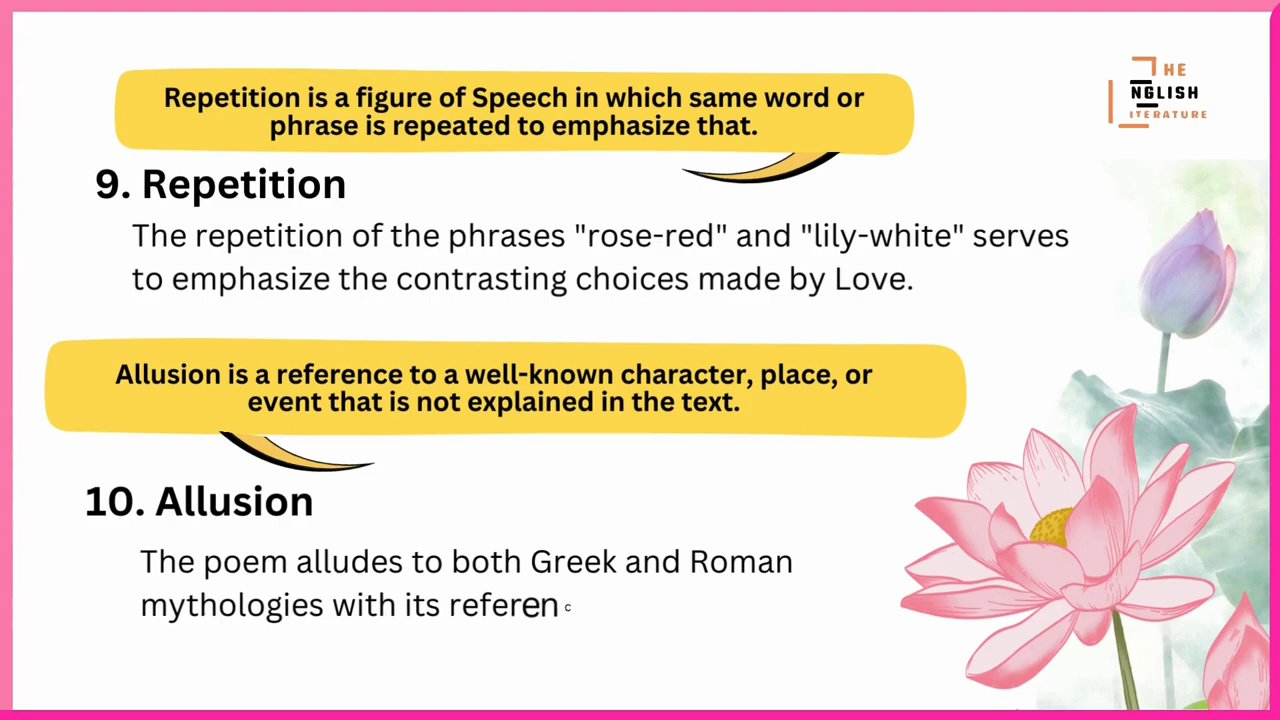 Repetition is a figure of Speech in which same word or
phrase is repeated to emphasize that.
HE
NGLISH
ITERATURE
9. Repetition
The repetition of the phrases "rose-red" and "lily-white" serves
to emphasize the contrasting choices made by Love.
Allusion is a reference to a well-known character, place, or
event that is not explained in the text.
10. Allusion
The poem alludes to both Greek and Roman
mythologies with its referenc